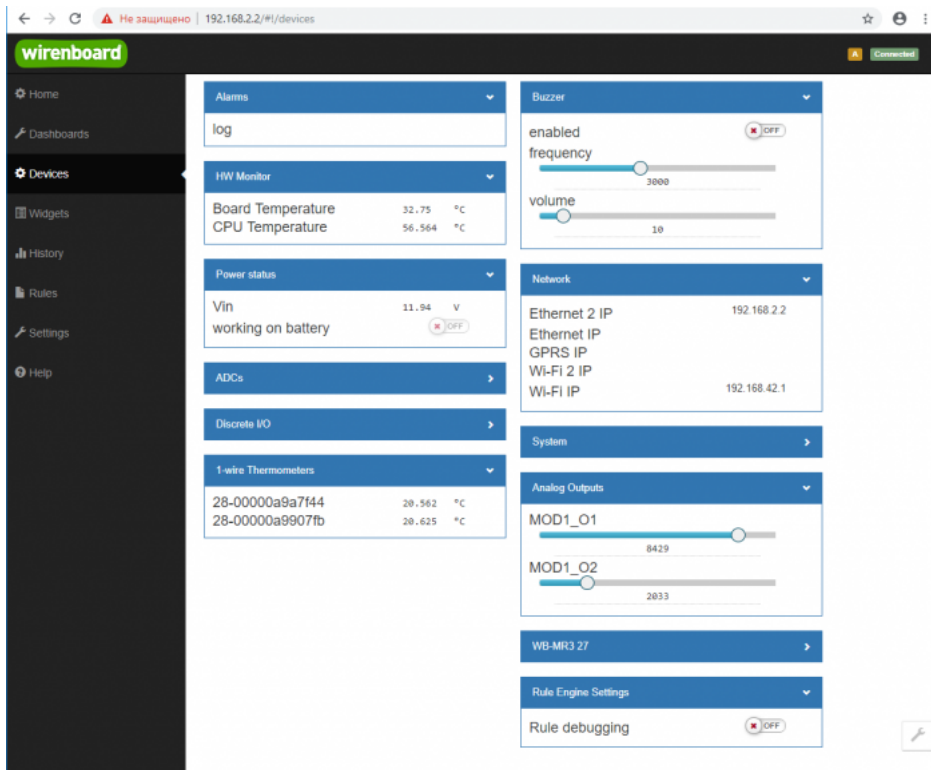 Не защищено | 192.168.2.2/#!/devices
wirenboard
A Connected
Home
Dashboards
Devices
Widgets
History
Rules
Settings
Help
Alarms
log
HW Monitor
Board Temperature 32.75 °C
CPU Temperature 56.564 °C
Power status
Vin 11.94 V
working on battery OFF
ADCs
Discrete I/O
1-wire Thermometers
28-00000a9a7f44 20.562 °C
28-00000a9907fb 20.625 °C
Buzzer
enabled OFF
frequency
3000
volume
10
Network
Ethernet 2 IP 192.168.2.2
Ethernet IP
GPRS IP
Wi-Fi 2 IP
Wi-Fi IP 192.168.42.1
System
Analog Outputs
MOD1_O1
8429
MOD1_O2
2033
WB-MR3 27
Rule Engine Settings
Rule debugging OFF